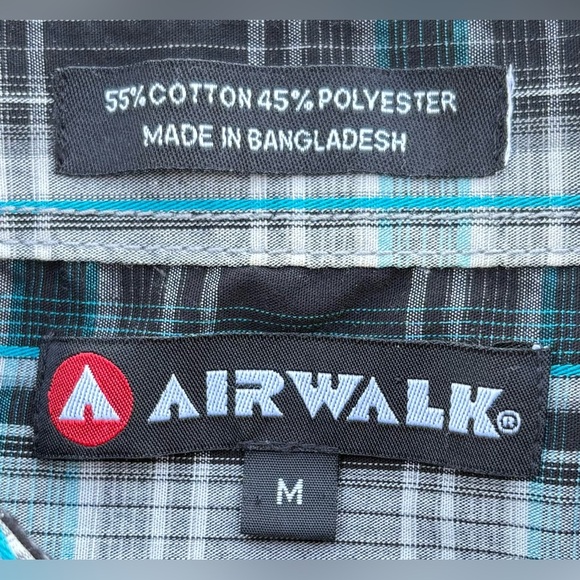 55% COTTON 45% POLYESTER
MADE IN BANGLADESH
AIRWALK®
M